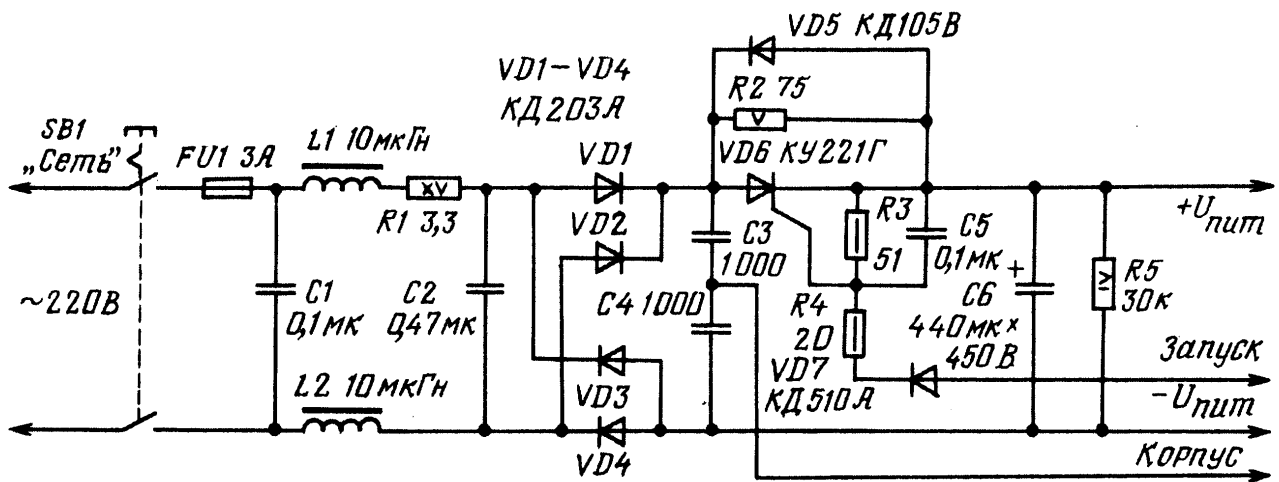 VD5 КД105В
VD1-VD4
КД203А
R2 75
SB1
„Сеть"
FU1 3А
L1 10мкГн
VD1
VD6 КУ221Г
R1 3,3
VD2
+Uпит
R3
51
C5
0,1мк
C3
1000
~220В
C1
0,1мк
C2
0,47мк
C4 1000
R4
20
C6
440мк×
450В
+
R5
30к
Запуск
VD7
КД510А
L2 10мкГн
VD3
-Uпит
VD4
Корпус